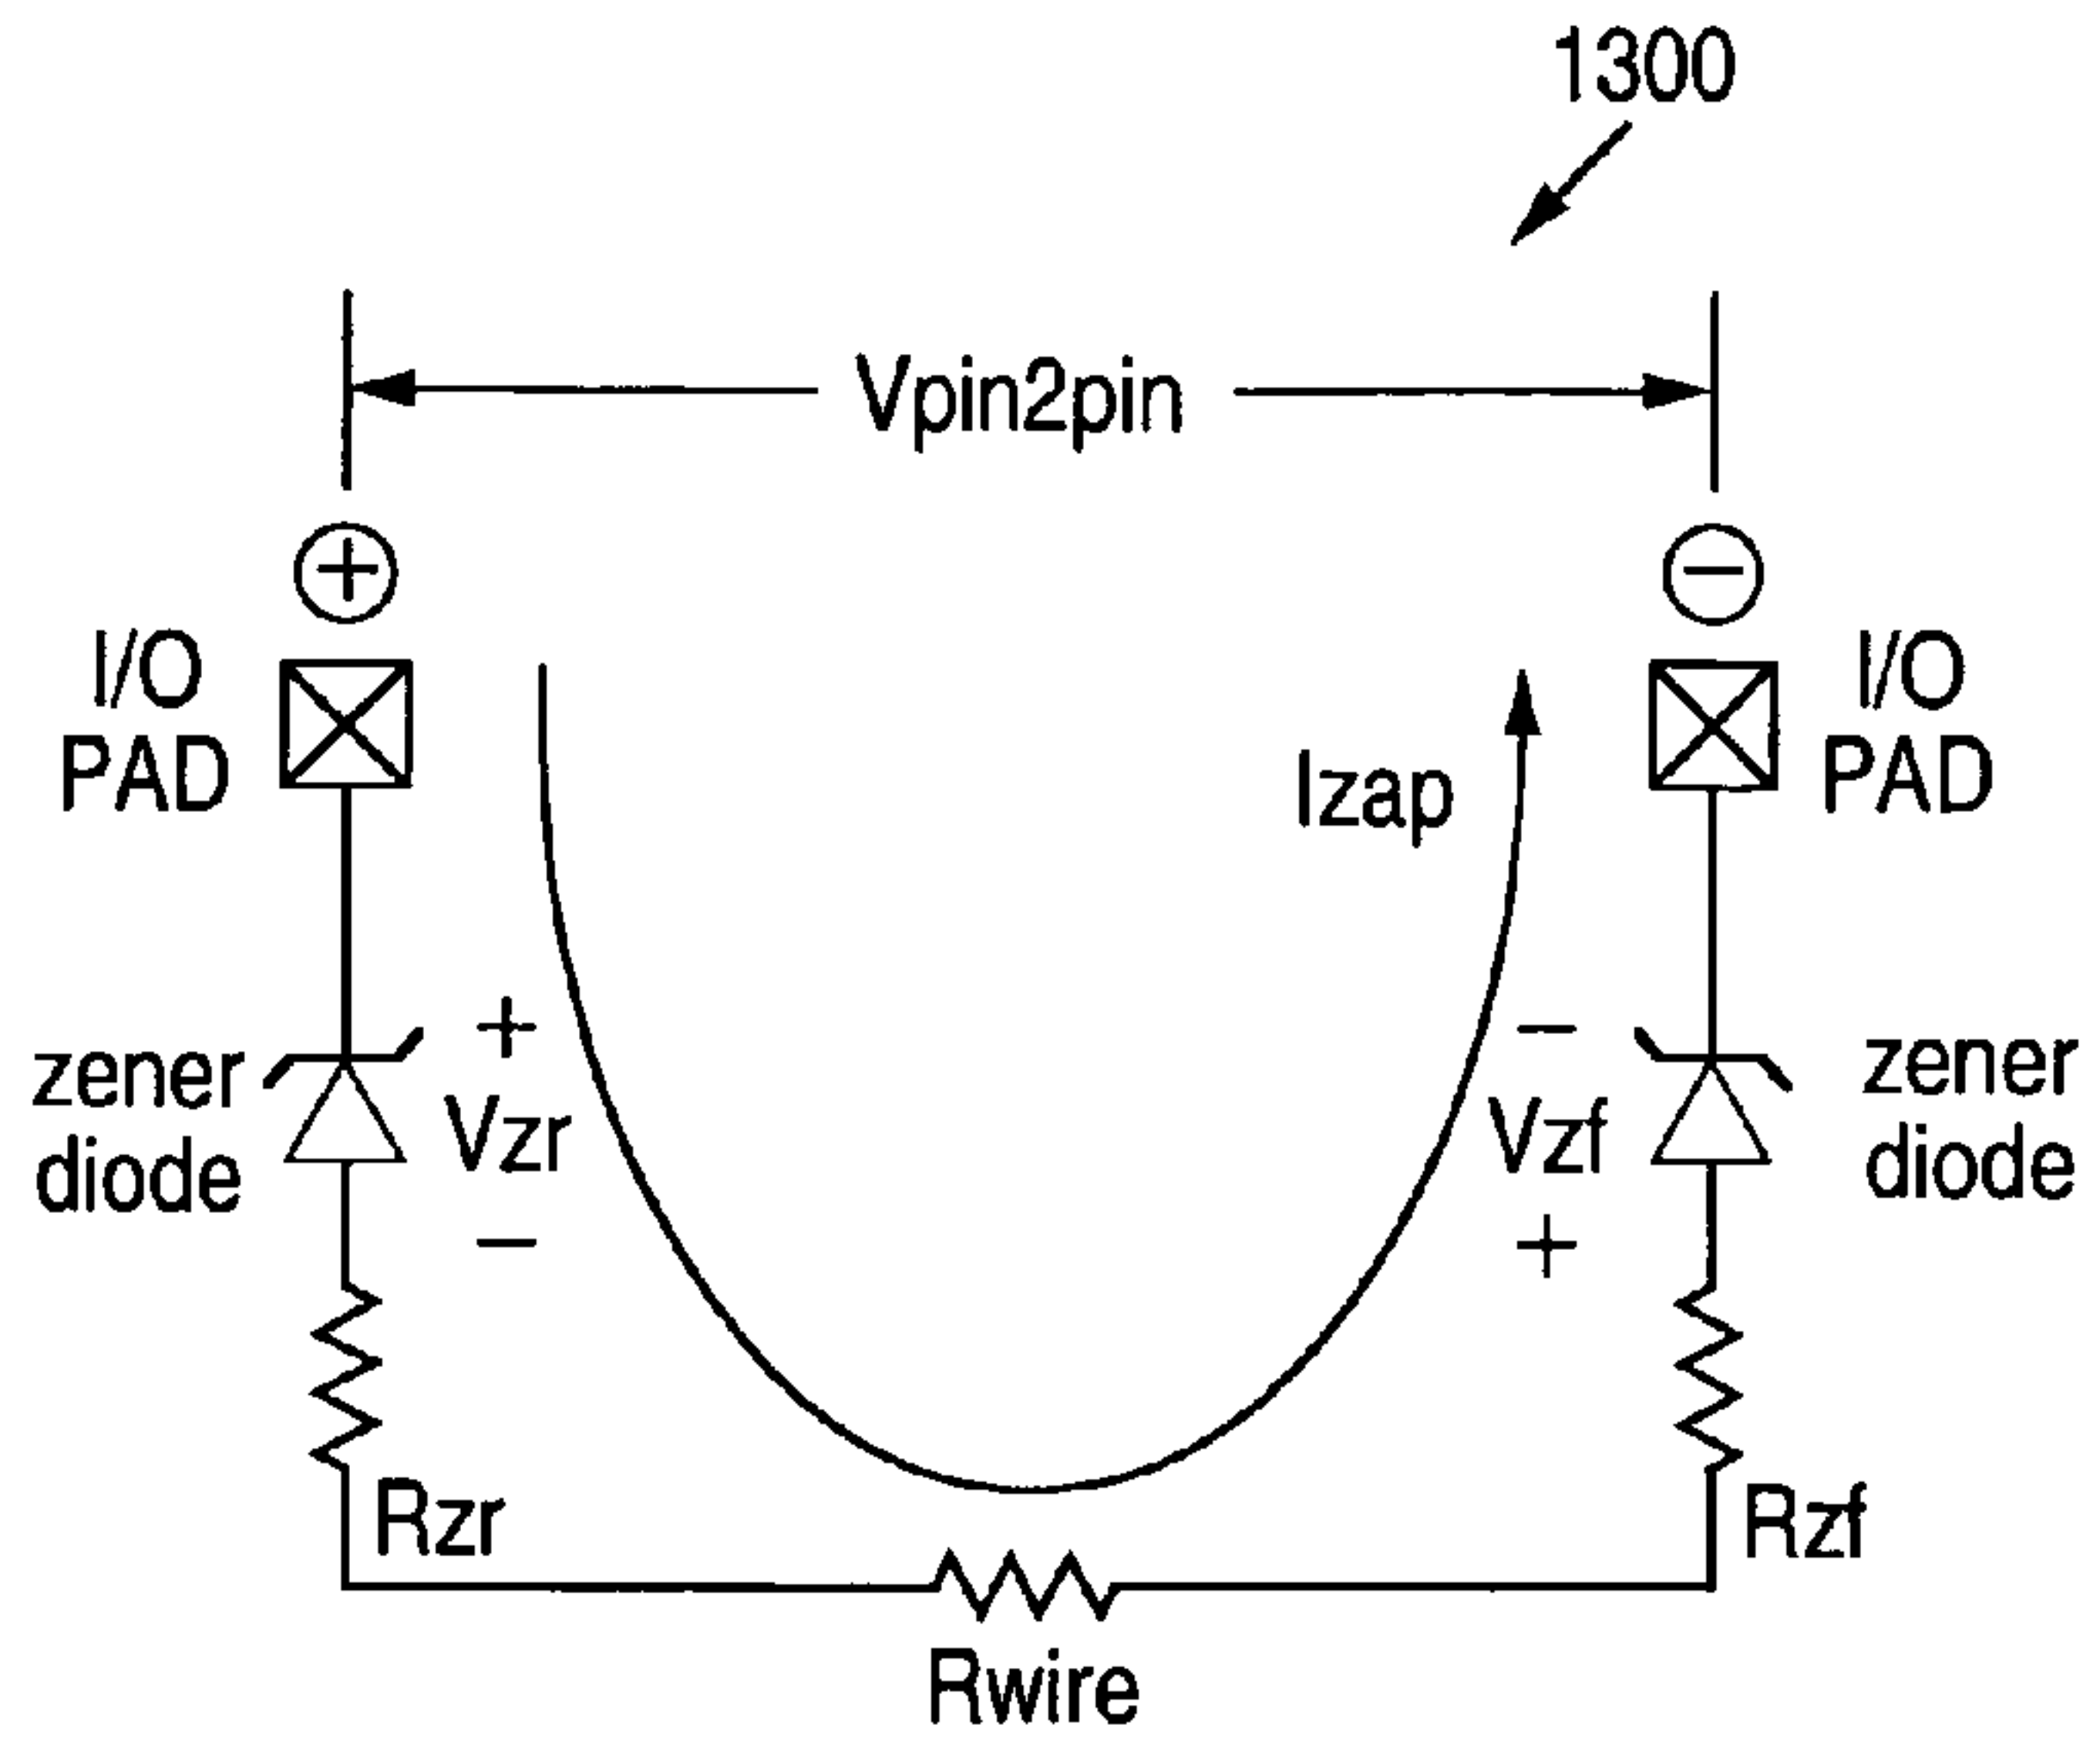 1300
Vpin2pin
+
−
I/O
PAD
I/O
PAD
Izap
zener
diode
+
Vzr
−
−
Vzf
+
zener
diode
Rzr
Rzf
Rwire